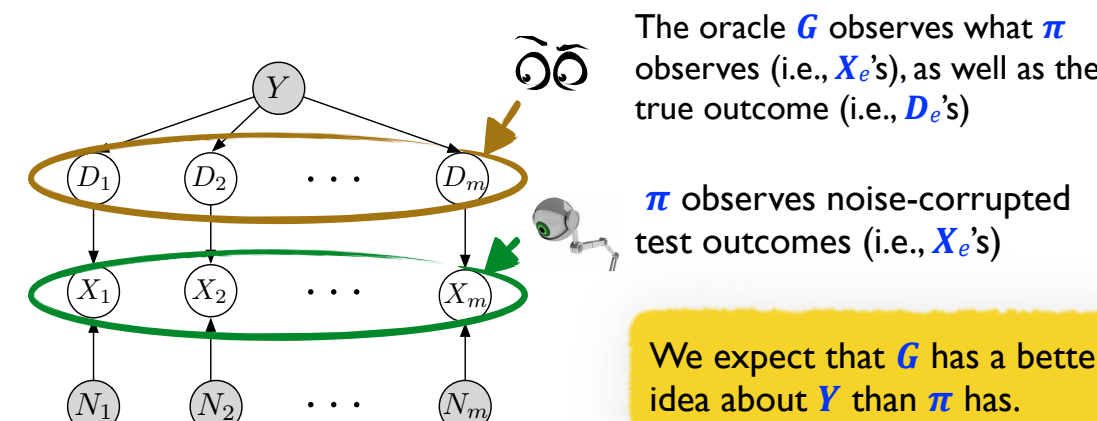 The oracle G observes what π
observes (i.e., Xₑ's), as well as the
true outcome (i.e., Dₑ's)
Y
D₁ D₂ · · · Dₘ
π observes noise-corrupted
test outcomes (i.e., Xₑ's)
X₁ X₂ · · · Xₘ
We expect that G has a bette
idea about Y than π has.
N₁ N₂ · · · Nₘ